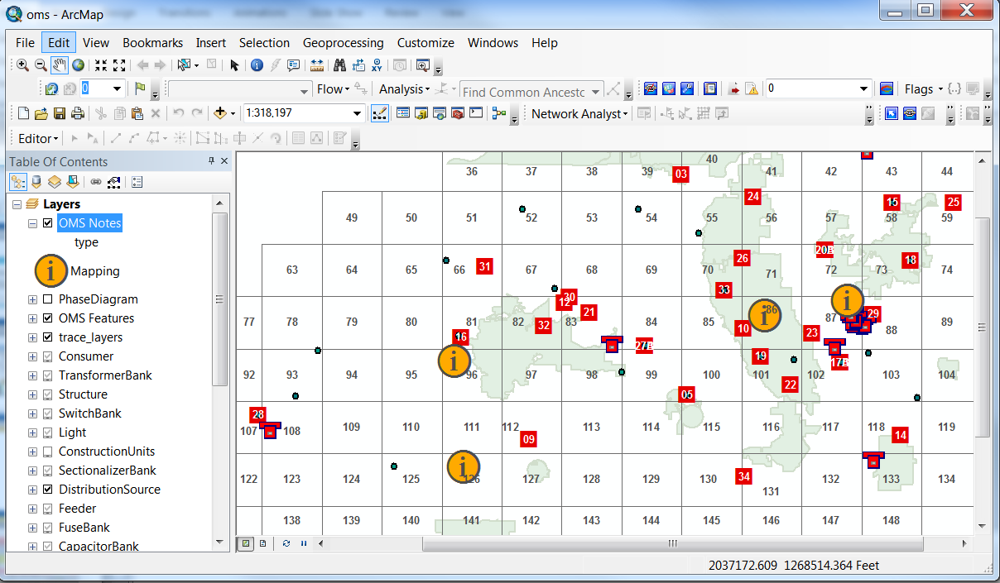 oms - ArcMap
File Edit View Bookmarks Insert Selection Geoprocessing Customize Windows Help
0 Flow Analysis Find Common Ancestc 0 Flags
1:318,197 Network Analyst
Editor
Table Of Contents
Layers
OMS Notes
type
Mapping
PhaseDiagram
OMS Features
trace_layers
Consumer
TransformerBank
Structure
SwitchBank
Light
ConstructionUnits
SectionalizerBank
DistributionSource
Feeder
FuseBank
CapacitorBank
40
36 37 38 39 03 41 42 43 44
24 15 25
49 50 51 52 53 54 55 56 57 58 59
20B
26 18
31
63 64 65 66 67 68 69 70 71 72 73 74
33
30
12 21 86 29
77 78 79 80 81 82 32 83 84 85 10 87 88 89
23
16 27B 19 17B
92 93 94 95 96 97 98 99 100 101 102 103 104
22
05
28
107 108 109 110 111 112 113 114 115 116 117 118 119
09 14
34
122 123 124 125 126 127 128 129 130 131 132 133 134
138 139 140 141 142 143 144 145 146 147 148
2037172.609 1268514.364 Feet